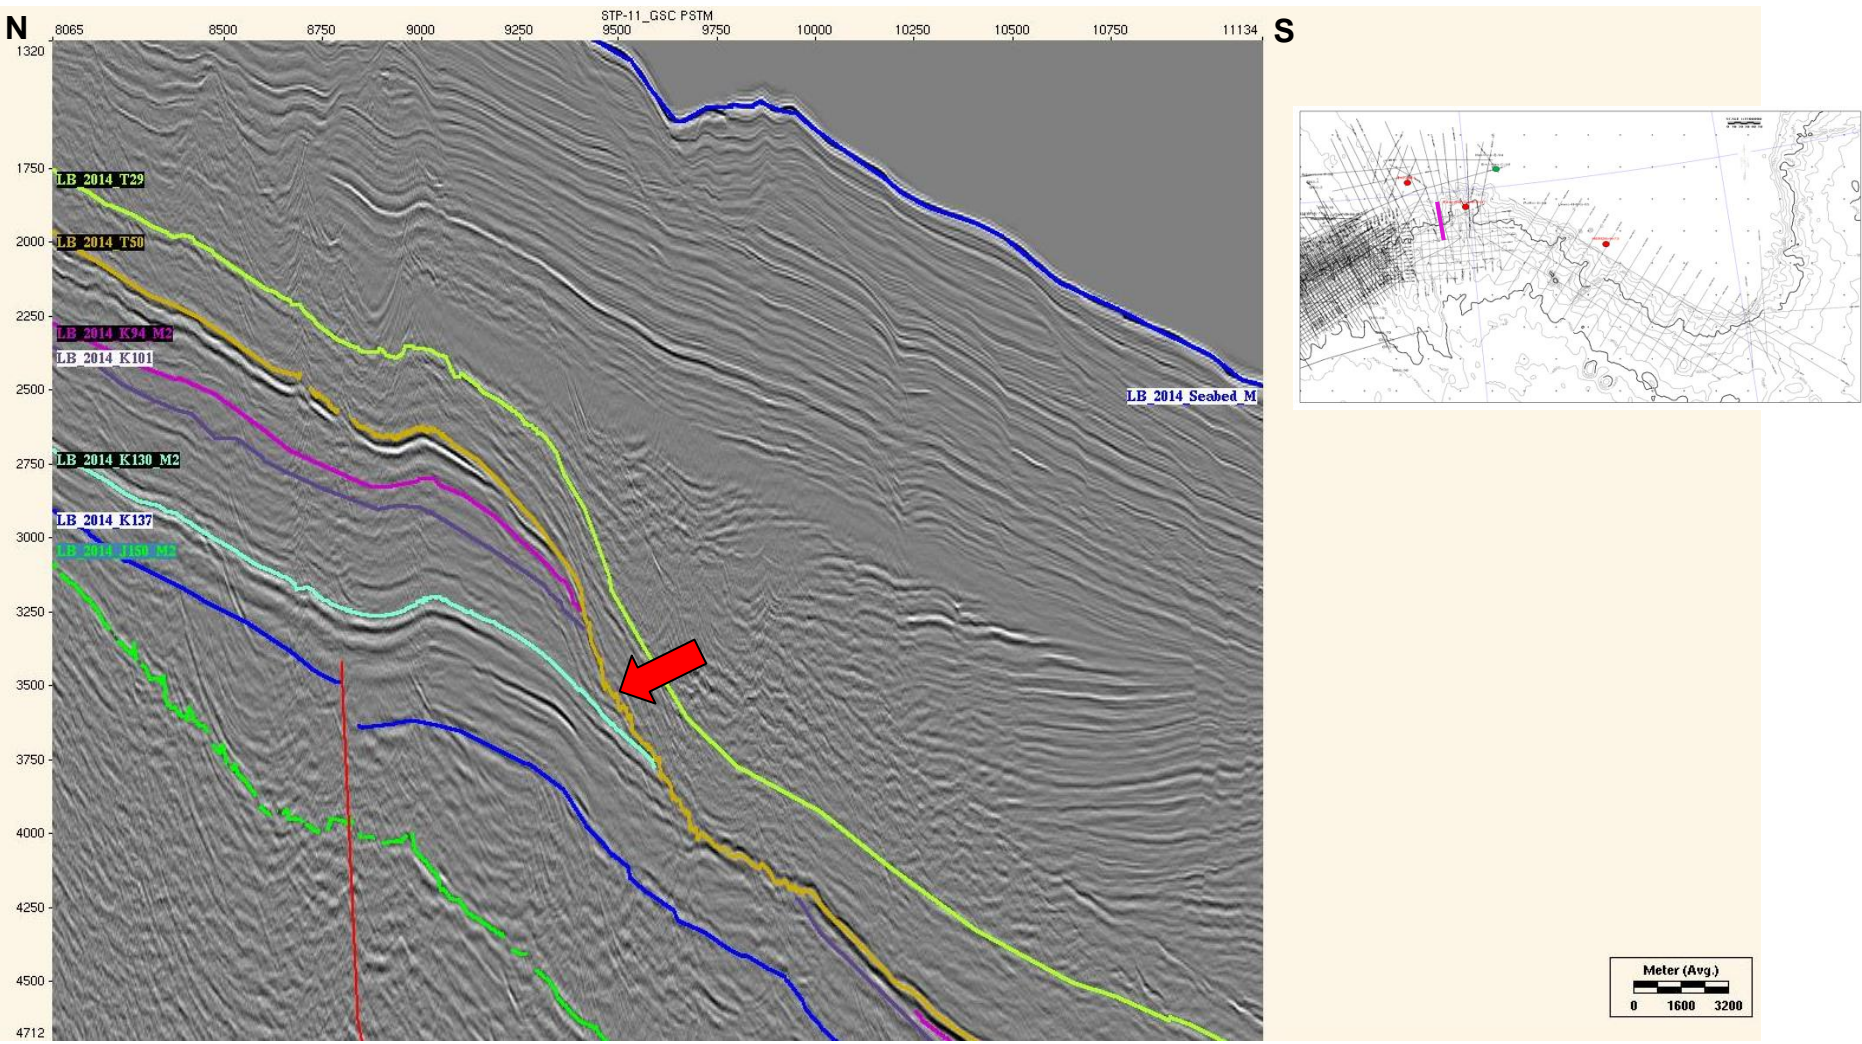 STP-11_GSC PSTM
N
S
8065 8500 8750 9000 9250 9500 9750 10000 10250 10500 10750 11134
1320
1750
2000
2250
2500
2750
3000
3250
3500
3750
4000
4250
4500
4712
LB_2014_T29
LB_2014_T50
LB_2014_K94_M2
LB_2014_K101
LB_2014_K130_M2
LB_2014_K137
LB_2014_J150_M2
LB_2014_Seabed_M
Meter (Avg.)
0 1600 3200